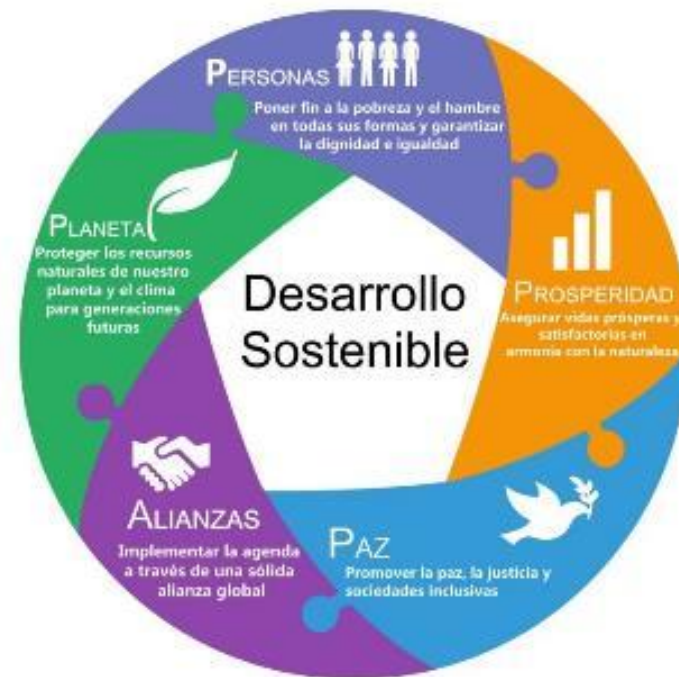 PERSONAS
Poner fin a la pobreza y el hambre
en todas sus formas y garantizar
la dignidad e igualdad
PROSPERIDAD
Asegurar vidas prósperas y
satisfactorias en
armonía con la naturaleza
PAZ
Promover la paz, la justicia y
sociedades inclusivas
ALIANZAS
Implementar la agenda
a través de una sólida
alianza global
PLANETA
Proteger los recursos
naturales de nuestro
planeta y el clima
para generaciones
futuras
Desarrollo
Sostenible